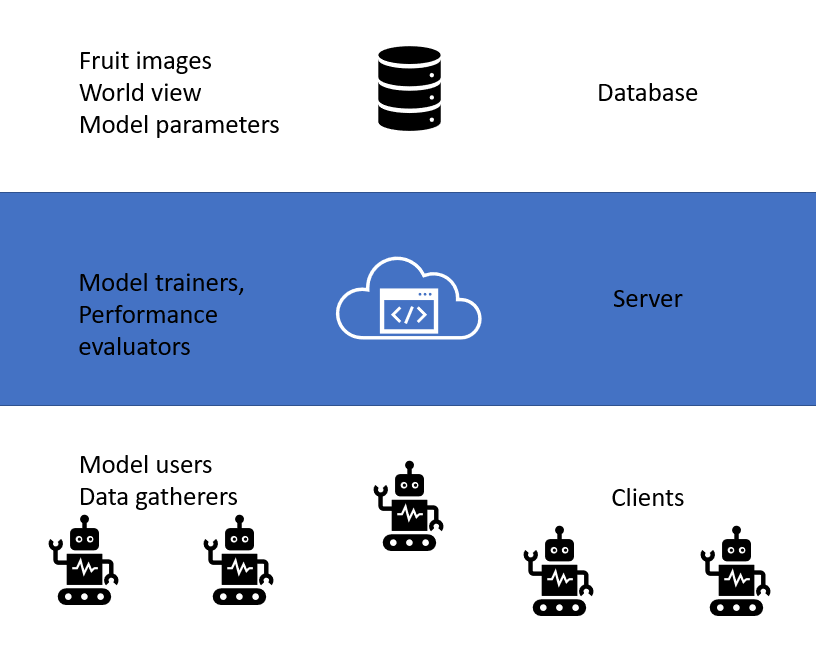 Fruit images
World view
Model parameters
Database
Model trainers,
Performance
evaluators
</>
Server
Model users
Data gatherers
Clients